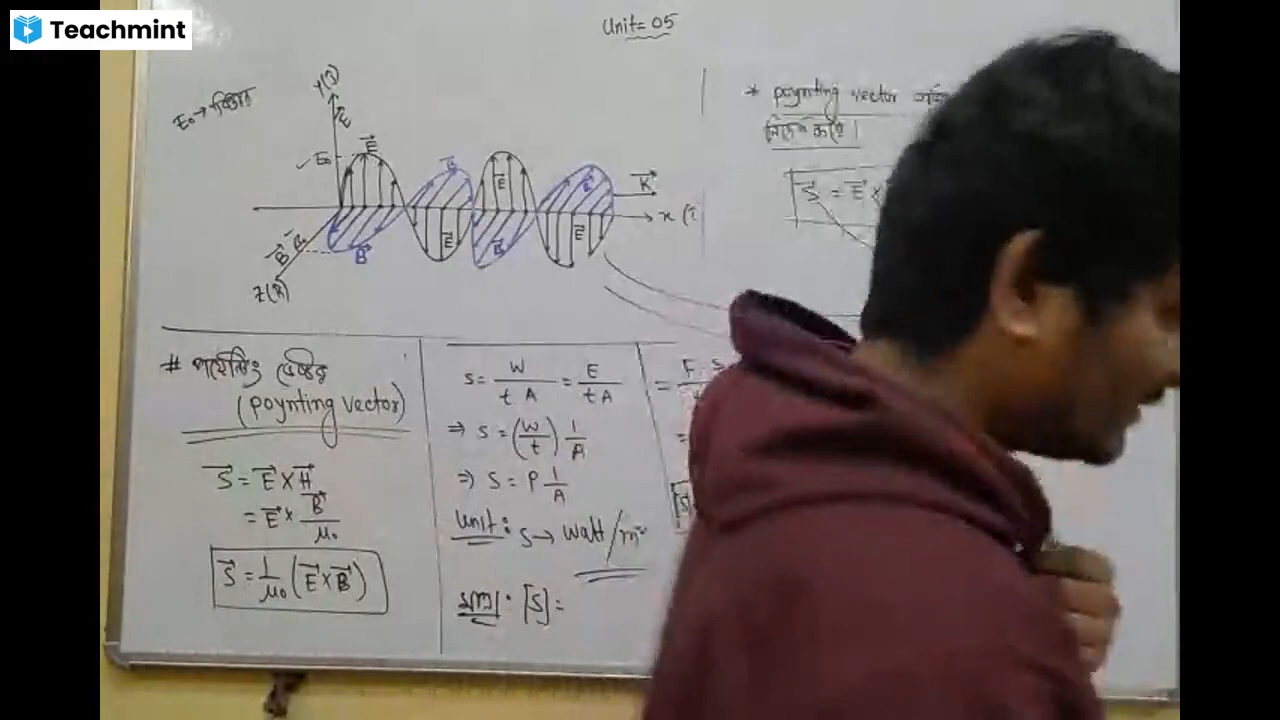 Teachmint
Unit= 05
y(
E
E₀ →
E₀
E⃗
B⃗
E⃗
K⃗
x (
B⃗
E⃗
B⃗
E⃗
B⃗ B₀
z(
* poynting vector
S⃗ = E⃗ ×
# পয়েন্টিং ভেক্টর
(poynting vector)
S⃗ = E⃗ × H⃗
= E⃗ × B⃗/μ₀
S⃗ = 1/μ₀ (E⃗ × B⃗)
S = W/tA = E/tA
⇒ S = (W/t) 1/A
⇒ S = P 1/A
Unit: S → Watt/m²
মাত্রা: [S] =
= F. S
=
[S]